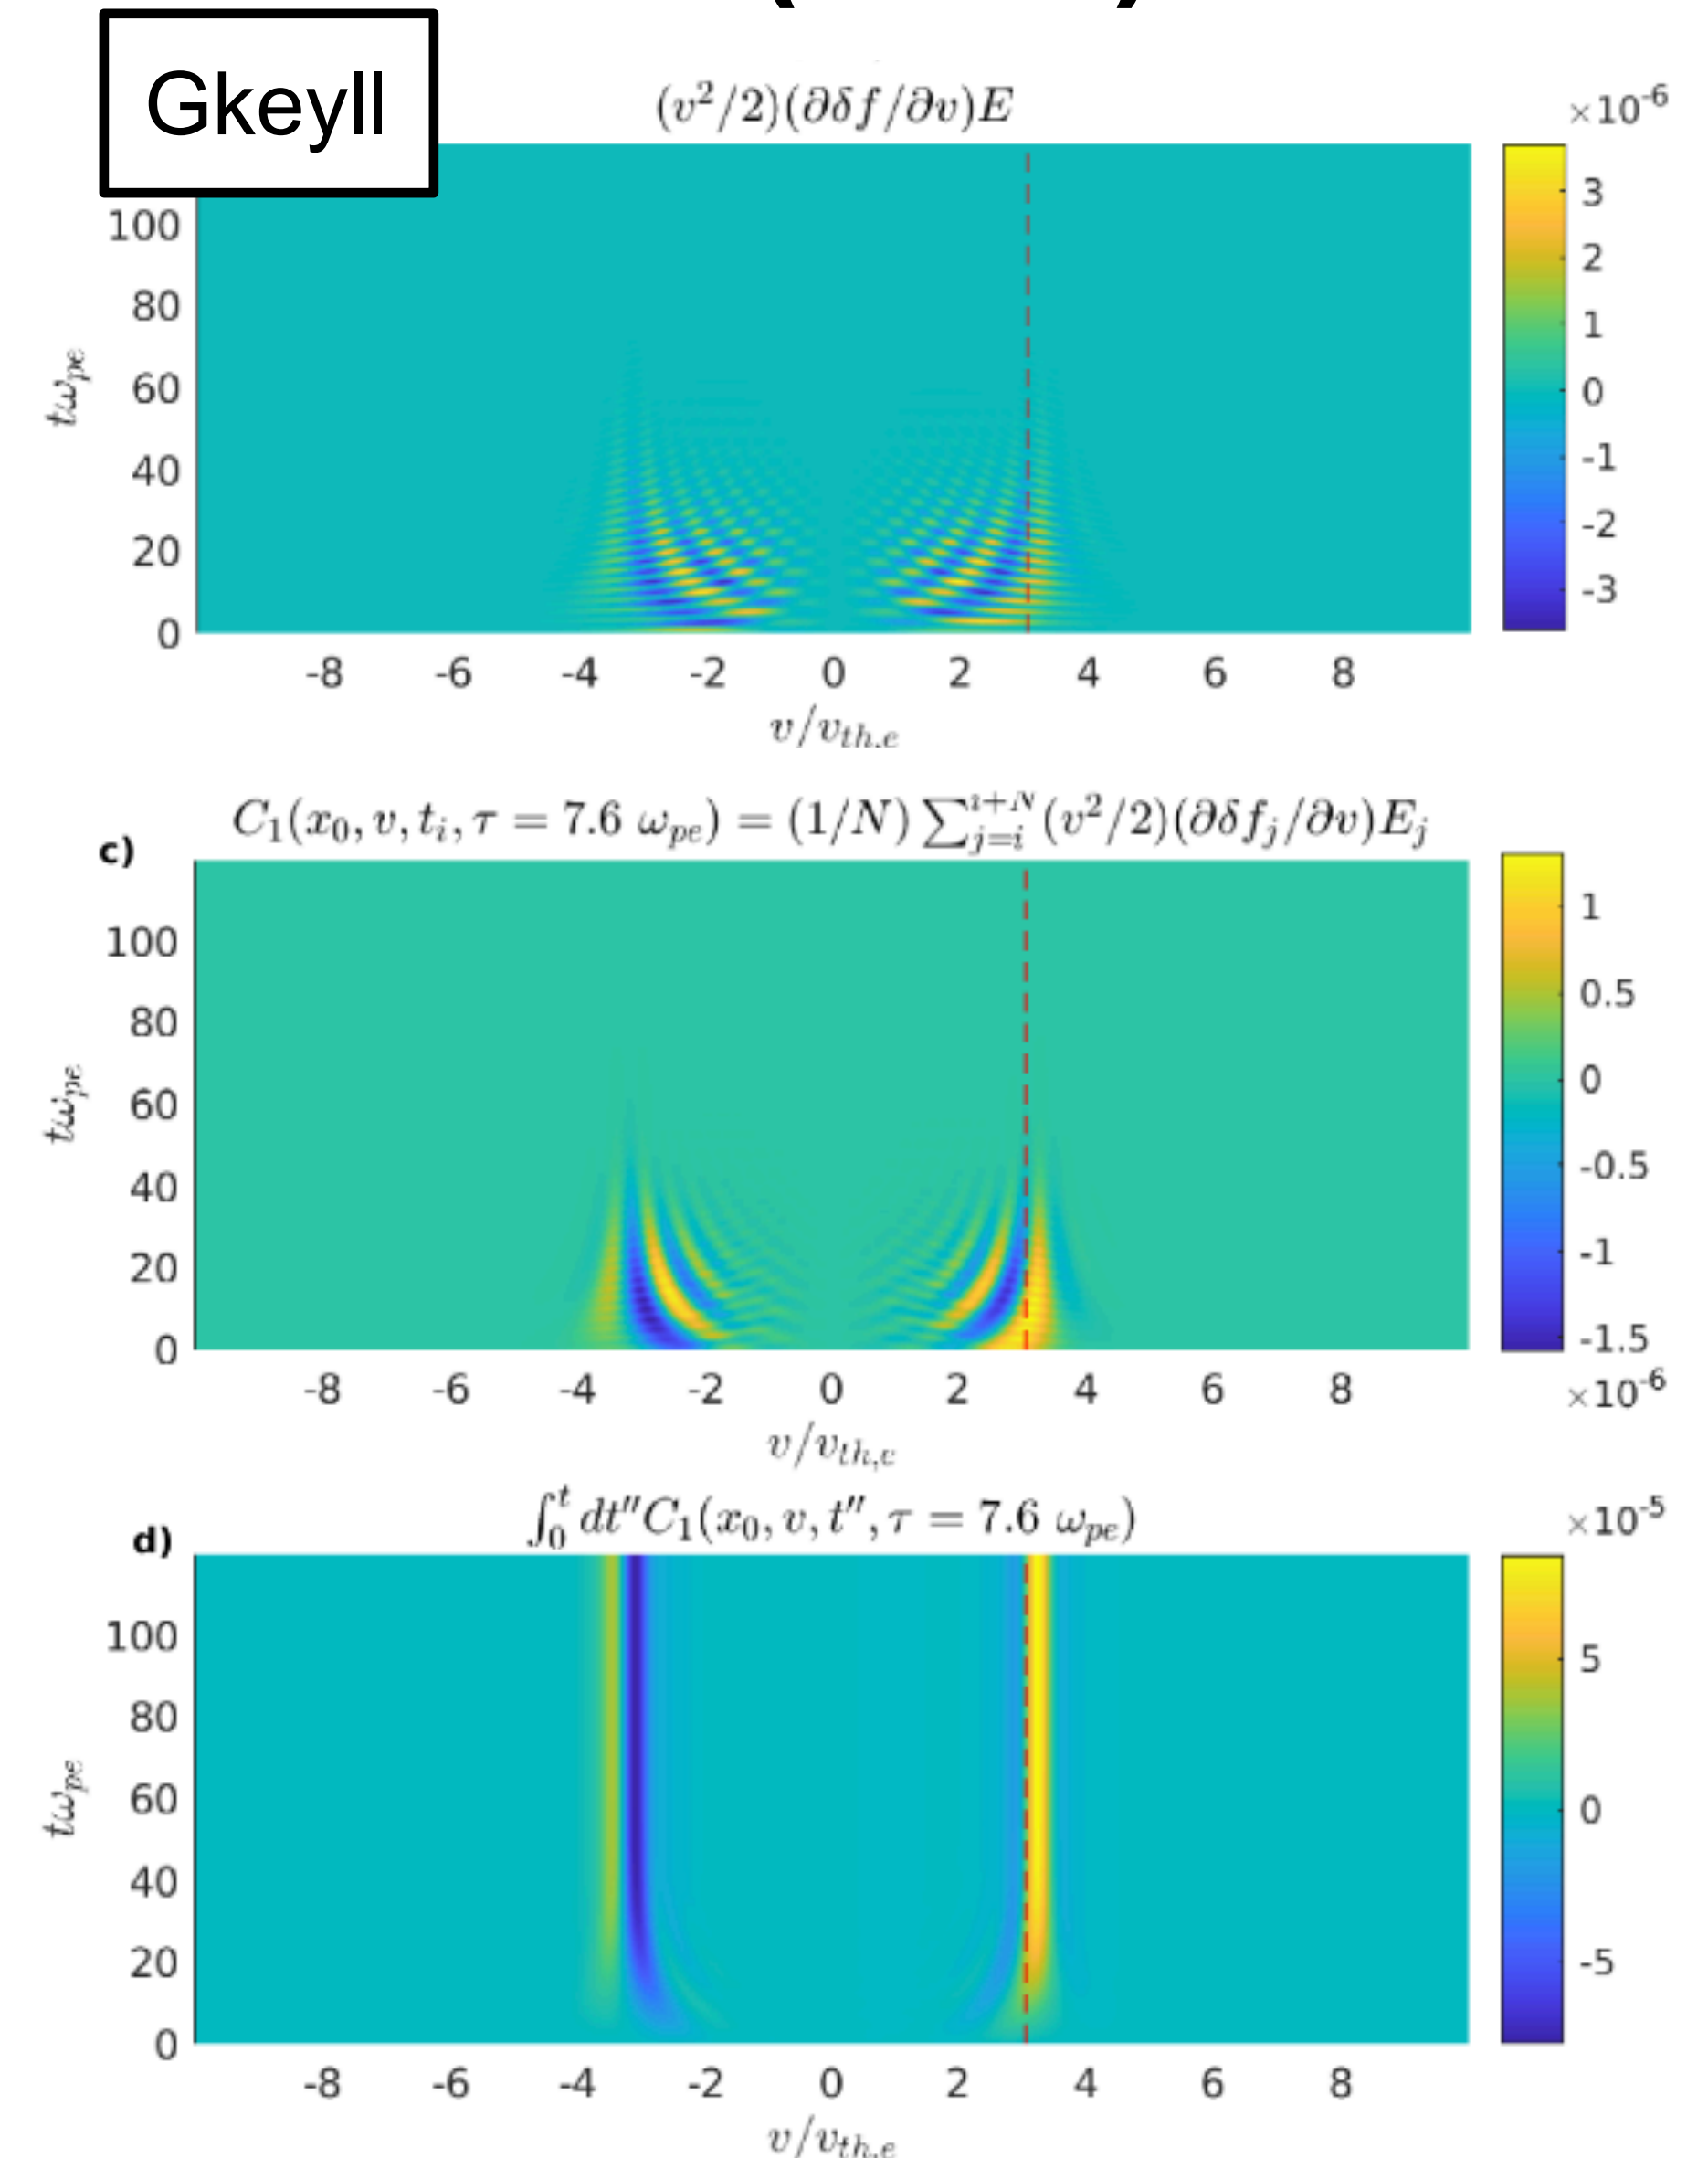 Gkeyll
(v²/2)(∂δf/∂v)E
×10⁻⁶
3
2
1
0
-1
-2
-3
100
80
60
40
20
0
tω_pe
-8 -6 -4 -2 0 2 4 6 8
v/v_th,e
c)
C₁(x₀, v, t_i, τ = 7.6 ω_pe) = (1/N) ∑_{j=i}^{i+N} (v²/2)(∂δf_j/∂v)E_j
1
0.5
0
-0.5
-1
-1.5
×10⁻⁶
100
80
60
40
20
0
tω_pe
-8 -6 -4 -2 0 2 4 6 8
v/v_th,e
d)
∫₀ᵗ dt″C₁(x₀, v, t″, τ = 7.6 ω_pe)
×10⁻⁵
5
0
-5
100
80
60
40
20
0
tω_pe
-8 -6 -4 -2 0 2 4 6 8
v/v_th,e